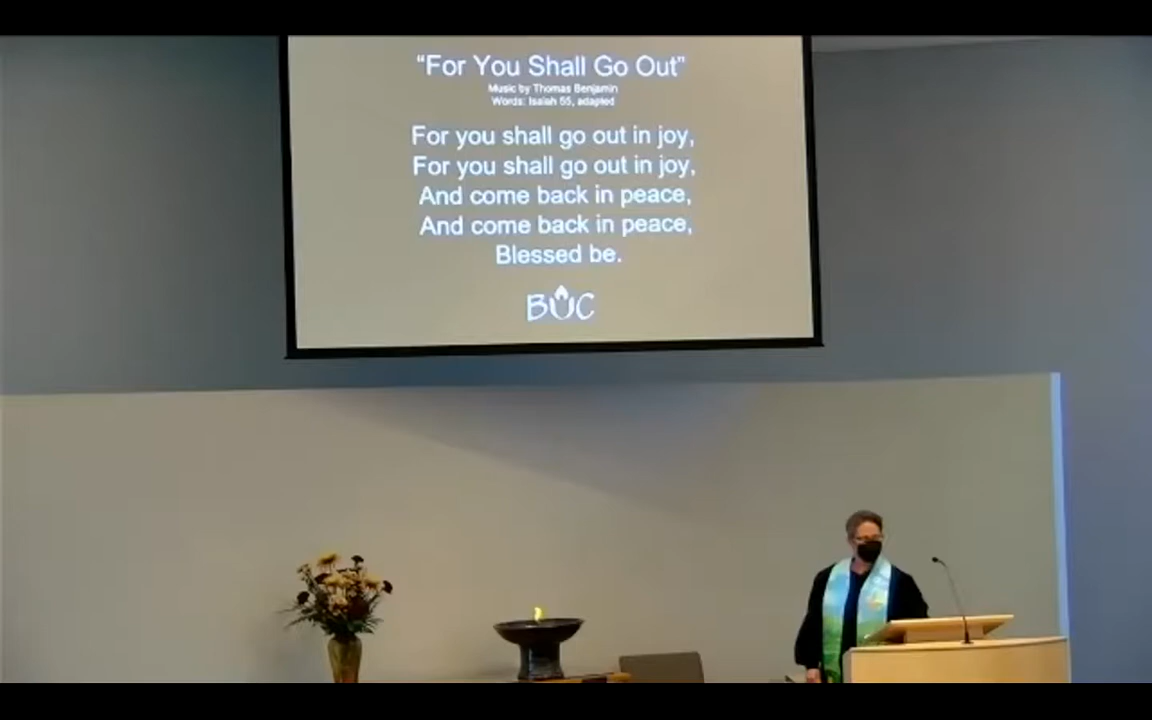 “For You Shall Go Out”
Music by Thomas Benjamin
Words: Isaiah 55, adapted
For you shall go out in joy,
For you shall go out in joy,
And come back in peace,
And come back in peace,
Blessed be.
BUC